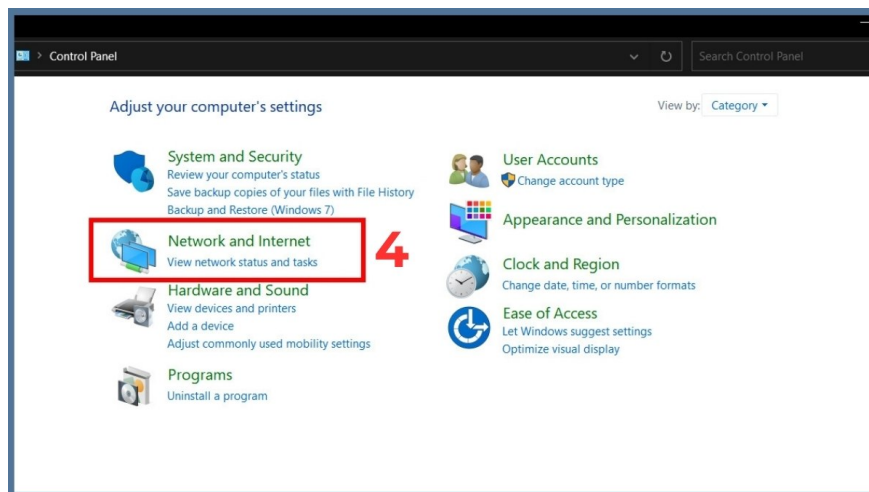 Control Panel
Search Control Panel
Adjust your computer's settings
View by: Category
System and Security
Review your computer's status
Save backup copies of your files with File History
Backup and Restore (Windows 7)
Network and Internet
View network status and tasks
4
Hardware and Sound
View devices and printers
Add a device
Adjust commonly used mobility settings
Programs
Uninstall a program
User Accounts
Change account type
Appearance and Personalization
Clock and Region
Change date, time, or number formats
Ease of Access
Let Windows suggest settings
Optimize visual display